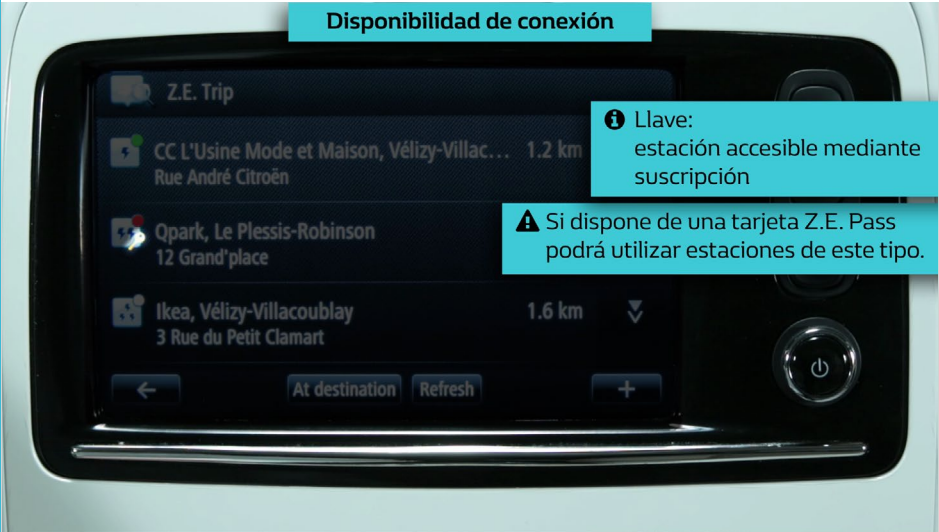 Disponibilidad de conexión
Z.E. Trip
Llave:
estación accesible mediante
suscripción
CC L'Usine Mode et Maison, Vélizy-Villac... 1.2 km
Rue André Citroën
Si dispone de una tarjeta Z.E. Pass
podrá utilizar estaciones de este tipo.
Qpark, Le Plessis-Robinson
12 Grand'place
Ikea, Vélizy-Villacoublay 1.6 km
3 Rue du Petit Clamart
At destination Refresh